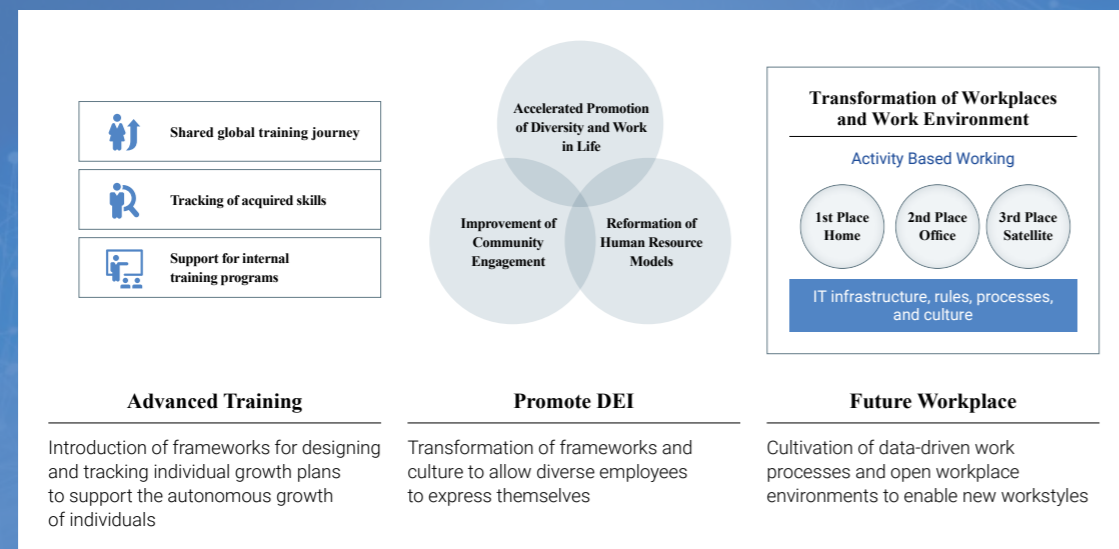 Shared global training journey
Tracking of acquired skills
Support for internal
training programs
Accelerated Promotion
of Diversity and Work
in Life
Improvement of
Community
Engagement
Reformation of
Human Resource
Models
Transformation of Workplaces
and Work Environment
Activity Based Working
1st Place
Home
2nd Place
Office
3rd Place
Satellite
IT infrastructure, rules, processes,
and culture
Advanced Training
Introduction of frameworks for designing
and tracking individual growth plans
to support the autonomous growth
of individuals
Promote DEI
Transformation of frameworks and
culture to allow diverse employees
to express themselves
Future Workplace
Cultivation of data-driven work
processes and open workplace
environments to enable new workstyles